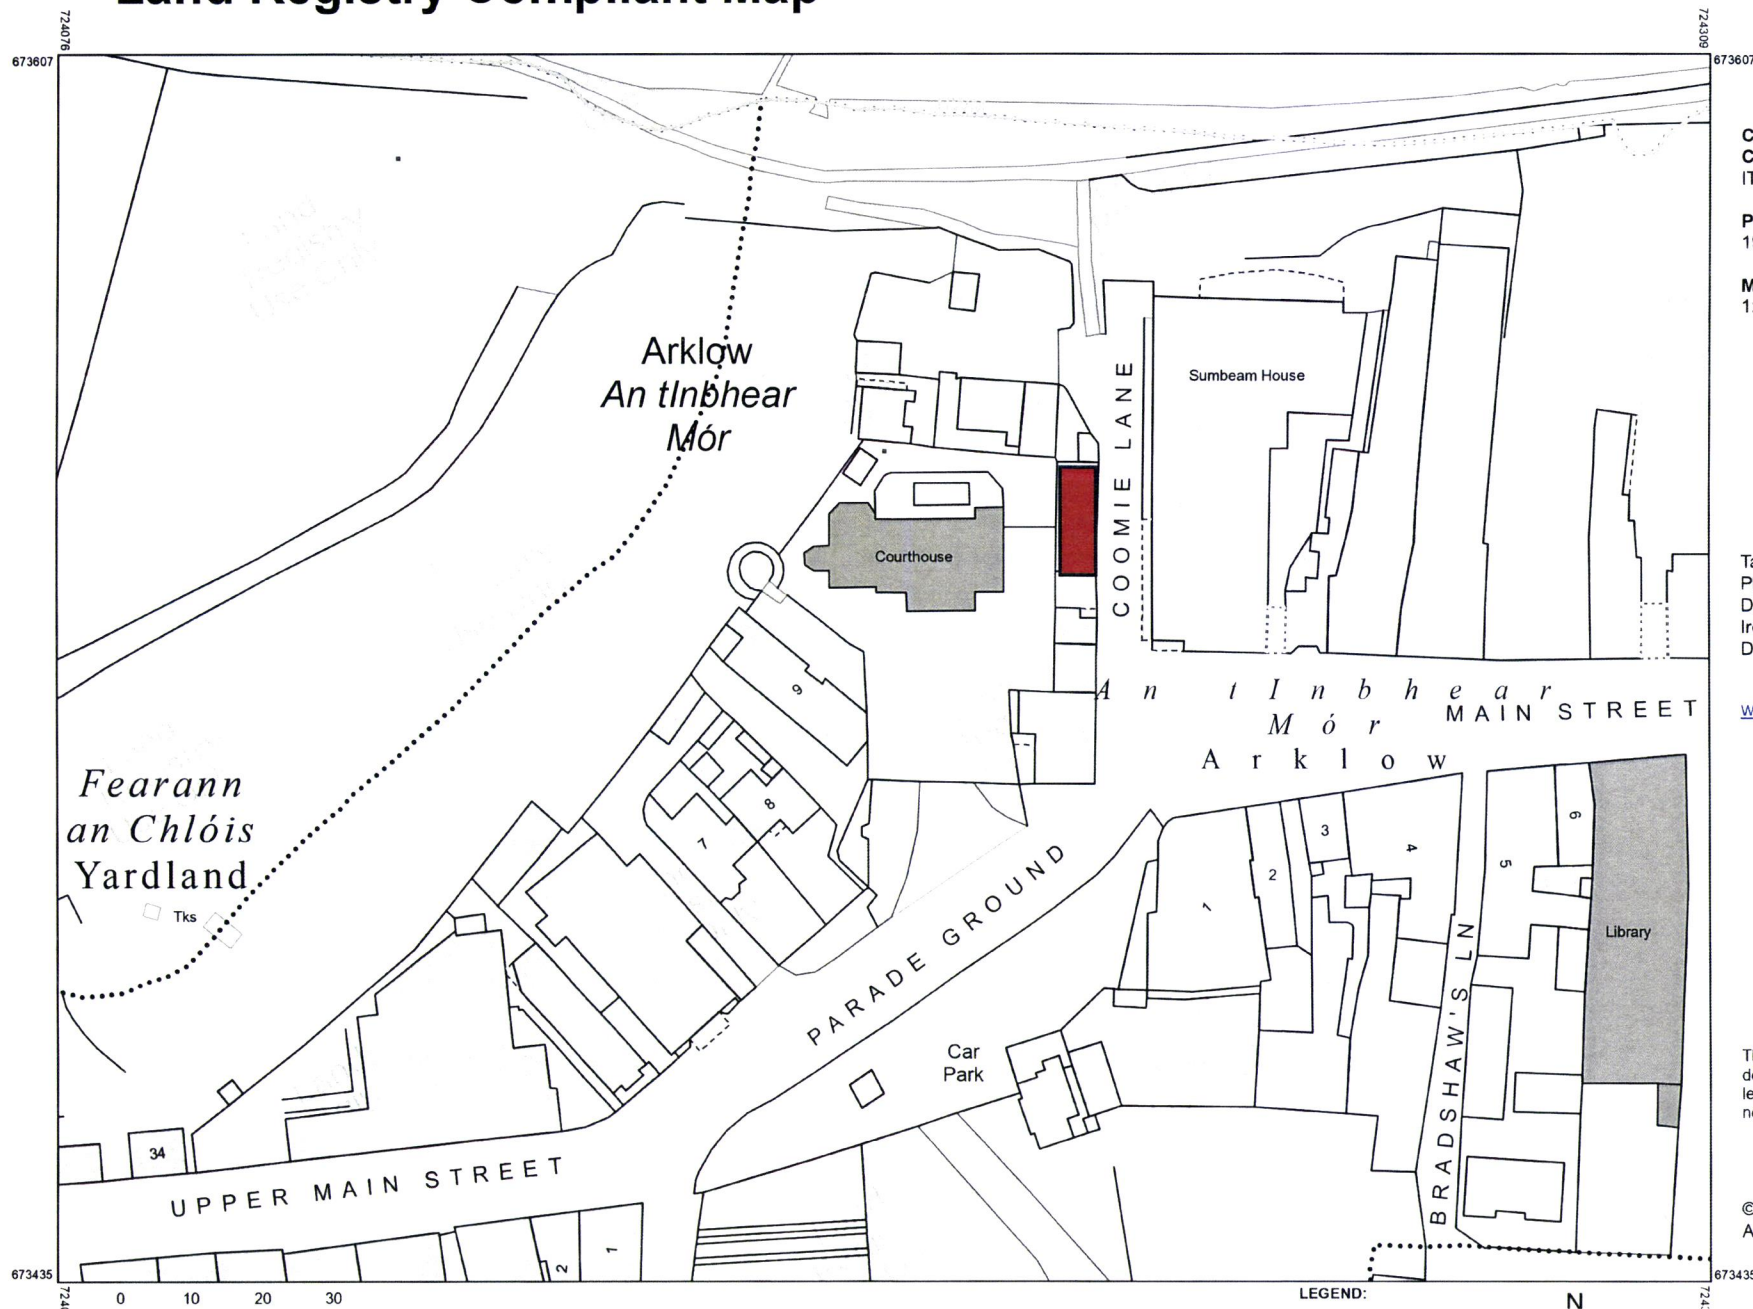 Land Registry Compliant Map
724076
724309
673607
673607
Arklow
An tInbhear
Mór
COOMIE LANE
Sumbeam House
Courthouse
An tInbhear
Mór
MAIN STREET
Arklow
Fearann
an Chlóis
Yardland
Tks
9
8
7
PARADE GROUND
1
2
3
4
5
6
Library
BRADSHAW'S LN
Car
Park
34
UPPER MAIN STREET
2
1
673435
673435
0 10 20 30
LEGEND:
N